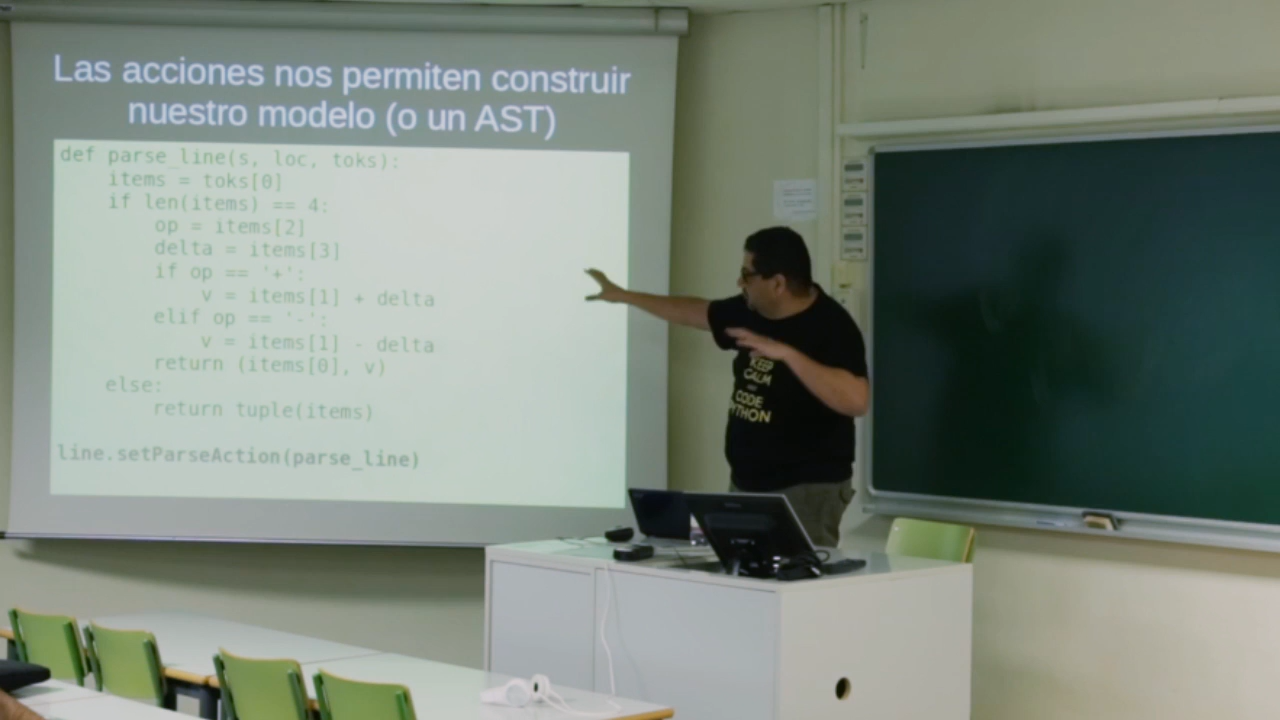 Las acciones nos permiten construir
nuestro modelo (o un AST)
def parse_line(s, loc, toks):
    items = toks[0]
    if len(items) == 4:
        op = items[2]
        delta = items[3]
        if op == '+':
            v = items[1] + delta
        elif op == '-':
            v = items[1] - delta
        return (items[0], v)
    else:
        return tuple(items)
line.setParseAction(parse_line)
KEEP
CALM
CODE
YTHON